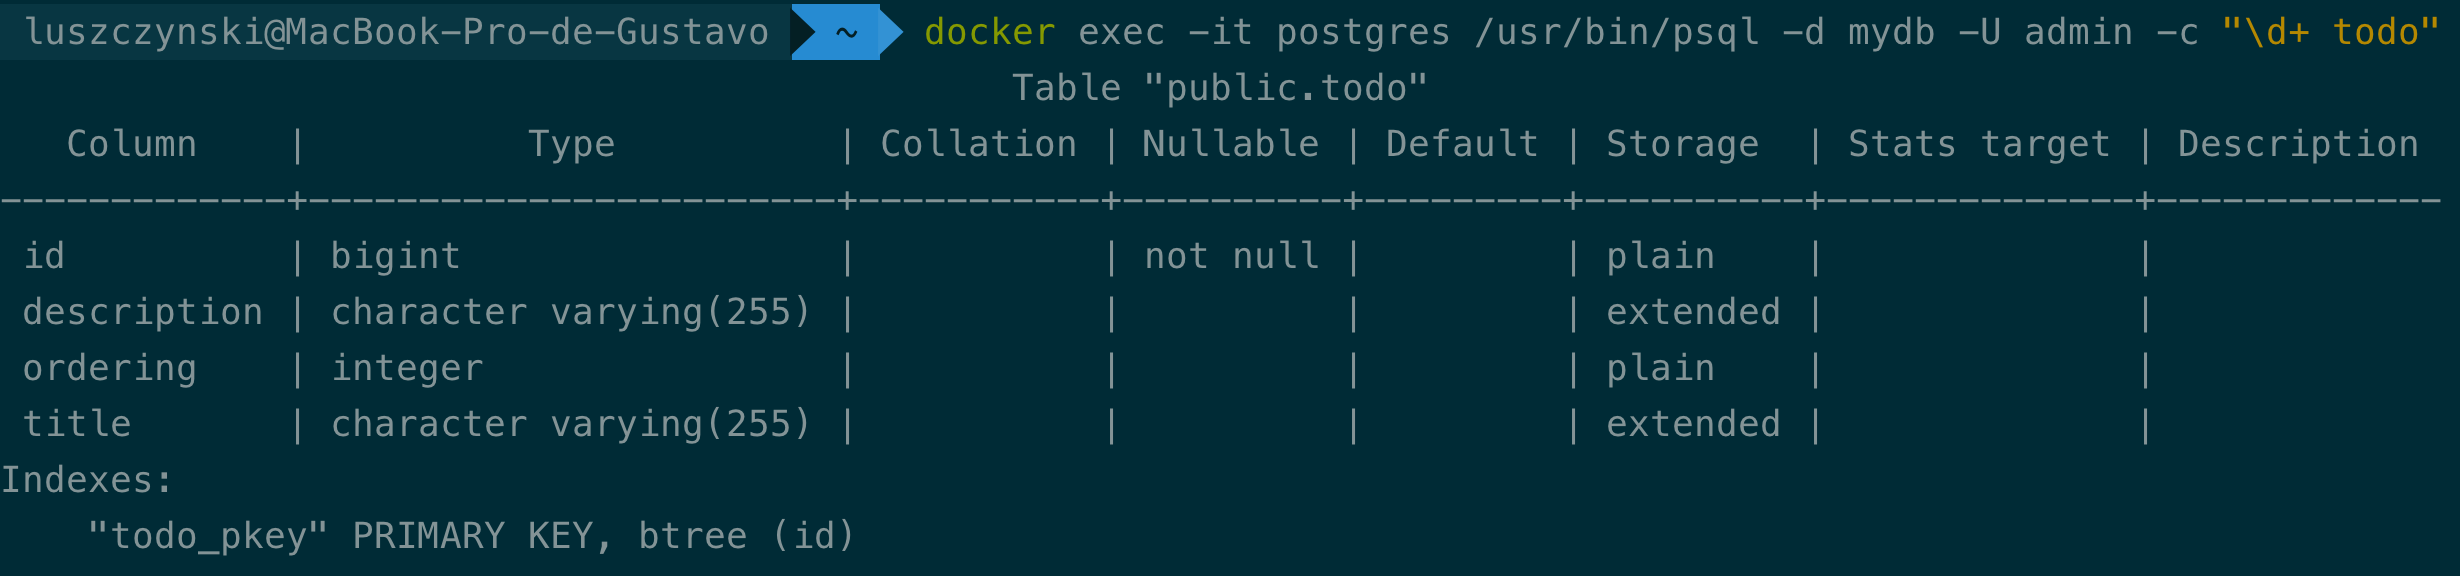 luszczynski@MacBook-Pro-de-Gustavo ~ docker exec -it postgres /usr/bin/psql -d mydb -U admin -c "\d+ todo"
Table "public.todo"
Column | Type | Collation | Nullable | Default | Storage | Stats target | Description
-------------+------------------------+-----------+----------+---------+----------+--------------+-------------
id | bigint | | not null | | plain | |
description | character varying(255) | | | | extended | |
ordering | integer | | | | plain | |
title | character varying(255) | | | | extended | |
Indexes:
"todo_pkey" PRIMARY KEY, btree (id)